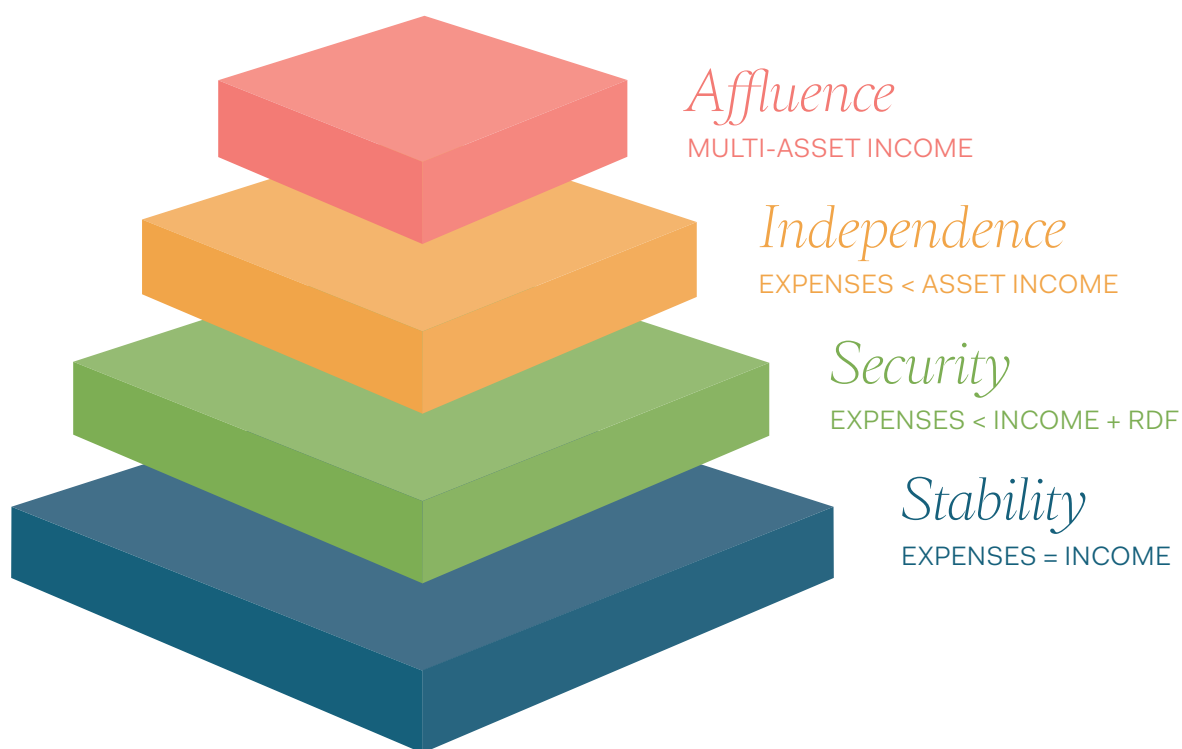 Affluence
MULTI-ASSET INCOME
Independence
EXPENSES < ASSET INCOME
Security
EXPENSES < INCOME + RDF
Stability
EXPENSES = INCOME